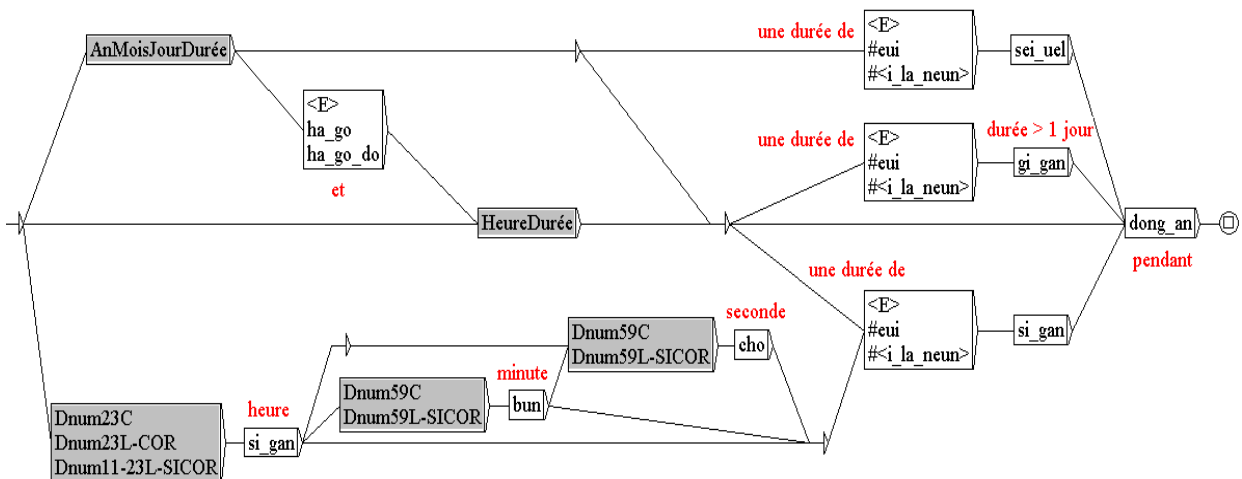 AnMoisJourDurée
<E>
ha_go
ha_go_do
et
HeureDurée
une durée de
<E>
#eui
#<i_la_neun>
sei_uel
une durée de
<E>
#eui
#<i_la_neun>
durée > 1 jour
gi_gan
dong_an
pendant
une durée de
<E>
#eui
#<i_la_neun>
si_gan
Dnum23C
Dnum23L-COR
Dnum11-23L-SICOR
heure
si_gan
Dnum59C
Dnum59L-SICOR
minute
bun
Dnum59C
Dnum59L-SICOR
seconde
cho